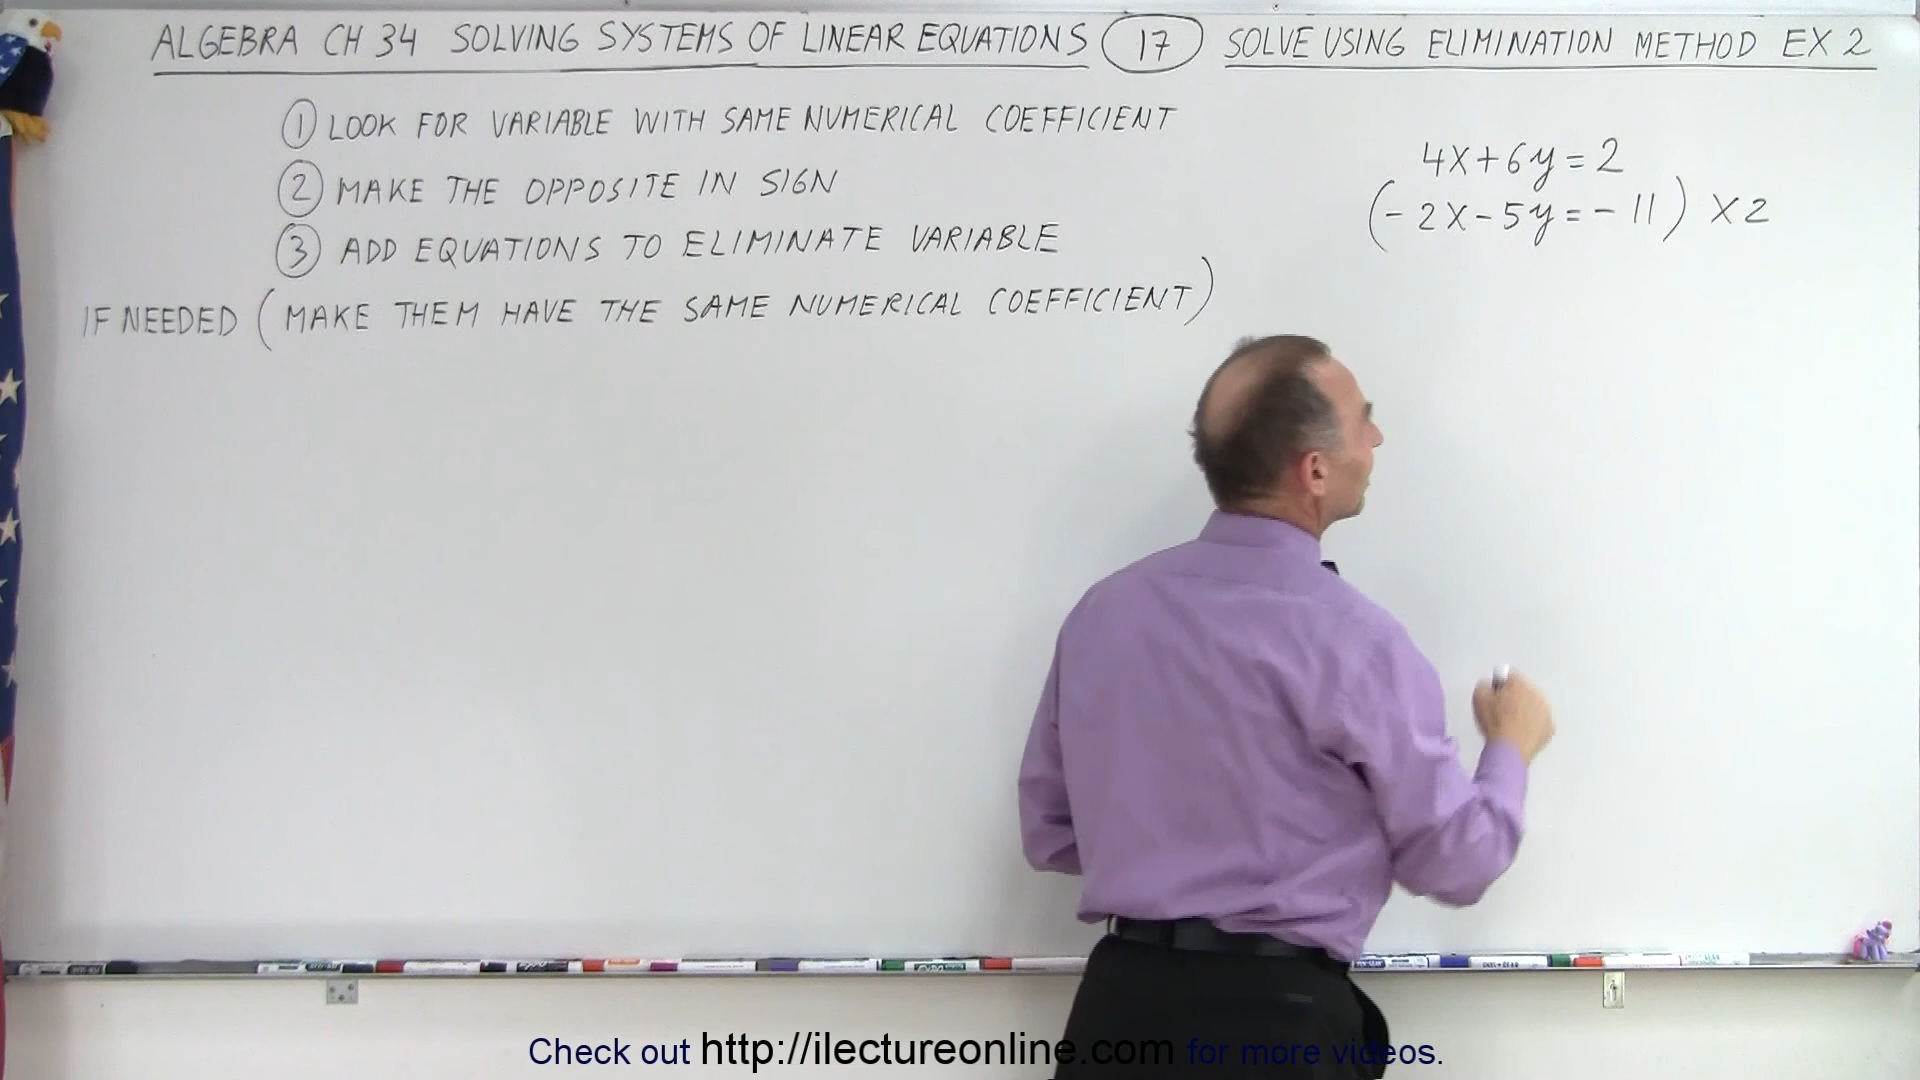 ALGEBRA CH 34 SOLVING SYSTEMS OF LINEAR EQUATIONS 17 SOLVE USING ELIMINATION METHOD EX 2
① LOOK FOR VARIABLE WITH SAME NUMERICAL COEFFICIENT
② MAKE THE OPPOSITE IN SIGN
③ ADD EQUATIONS TO ELIMINATE VARIABLE
IF NEEDED (MAKE THEM HAVE THE SAME NUMERICAL COEFFICIENT)
4x+6y=2
(-2x-5y=-11) X2
Check out http://ilectureonline.com for more videos.